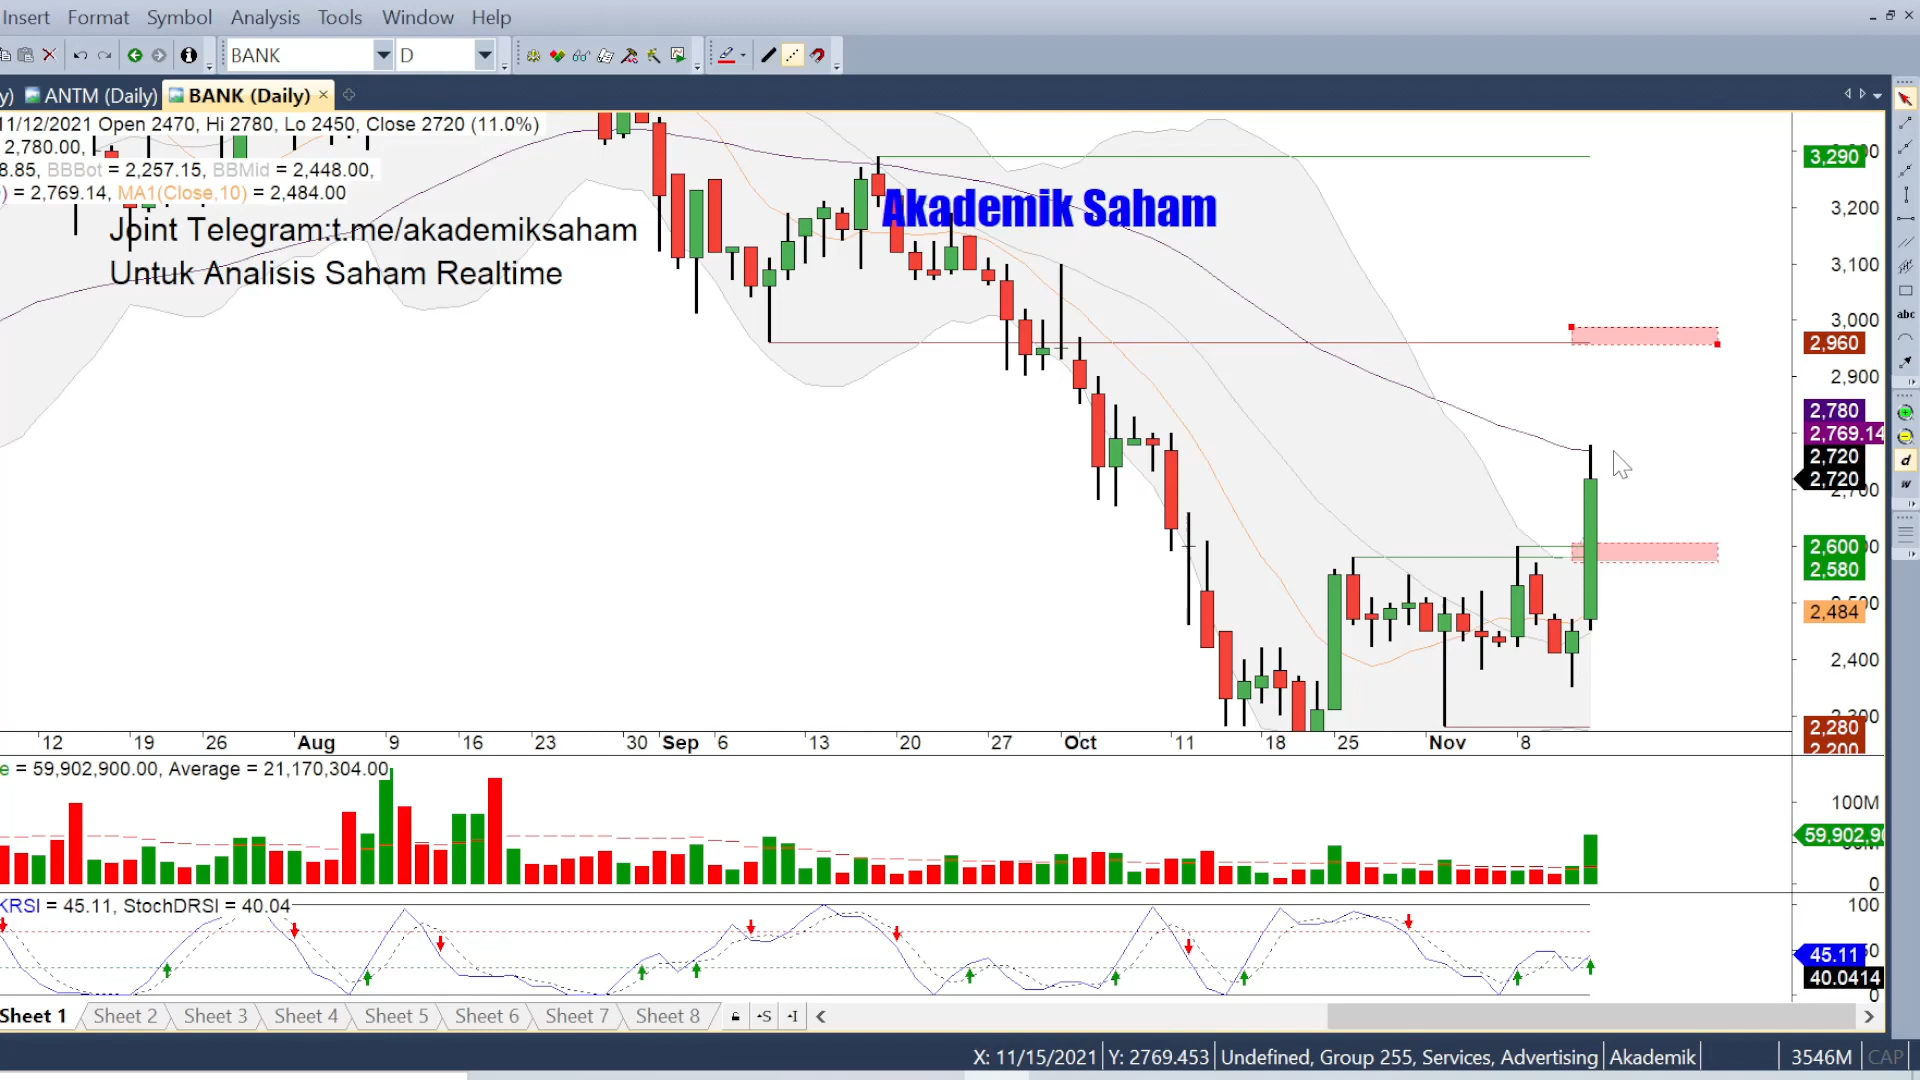 Insert Format Symbol Analysis Tools Window Help
BANK D
y) ANTM (Daily) BANK (Daily)
11/12/2021 Open 2470, Hi 2780, Lo 2450, Close 2720 (11.0%)
2,780.00,
8.85, BBBot = 2,257.15, BBMid = 2,448.00,
) = 2,769.14, MA1(Close,10) = 2,484.00
Joint Telegram:t.me/akademiksaham
Untuk Analisis Saham Realtime
Akademik Saham
3,290
3,200
3,100
3,000
2,960
2,900
2,780
2,769.14
2,720
2,720
2,700
2,600
2,580
2,484
2,400
2,280
2,200
12 19 26 Aug 9 16 23 30 Sep 6 13 20 27 Oct 11 18 25 Nov 8
e = 59,902,900.00, Average = 21,170,304.00
100M
59,902,90
0
KRSI = 45.11, StochDRSI = 40.04
100
45.11
40.0414
0
abc
d
w
Sheet 1 Sheet 2 Sheet 3 Sheet 4 Sheet 5 Sheet 6 Sheet 7 Sheet 8 S I
X: 11/15/2021 Y: 2769.453 Undefined, Group 255, Services, Advertising Akademik 3546M CAP